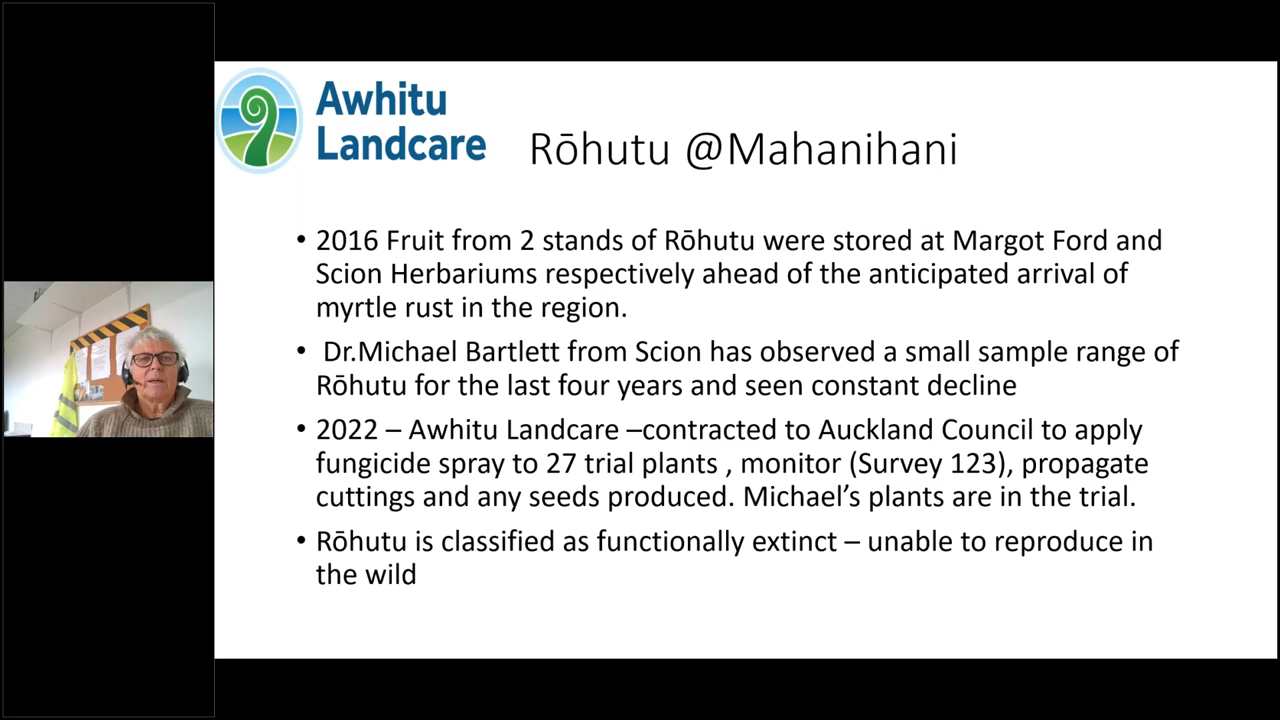 Awhitu
Landcare
Rōhutu @Mahanihani
• 2016 Fruit from 2 stands of Rōhutu were stored at Margot Ford and
Scion Herbariums respectively ahead of the anticipated arrival of
myrtle rust in the region.
• Dr.Michael Bartlett from Scion has observed a small sample range of
Rōhutu for the last four years and seen constant decline
• 2022 – Awhitu Landcare –contracted to Auckland Council to apply
fungicide spray to 27 trial plants , monitor (Survey 123), propagate
cuttings and any seeds produced. Michael’s plants are in the trial.
• Rōhutu is classified as functionally extinct – unable to reproduce in
the wild